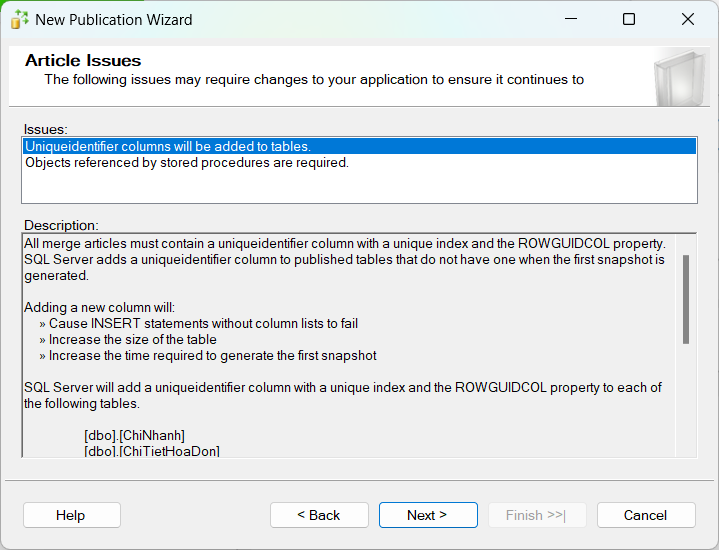 New Publication Wizard
Article Issues
The following issues may require changes to your application to ensure it continues to
Issues:
Uniqueidentifier columns will be added to tables.
Objects referenced by stored procedures are required.
Description:
All merge articles must contain a uniqueidentifier column with a unique index and the ROWGUIDCOL property.
SQL Server adds a uniqueidentifier column to published tables that do not have one when the first snapshot is
generated.
Adding a new column will:
» Cause INSERT statements without column lists to fail
» Increase the size of the table
» Increase the time required to generate the first snapshot
SQL Server will add a uniqueidentifier column with a unique index and the ROWGUIDCOL property to each of
the following tables.
[dbo].[ChiNhanh]
[dbo].[ChiTietHoaDon]
Help
< Back
Next >
Finish >>|
Cancel